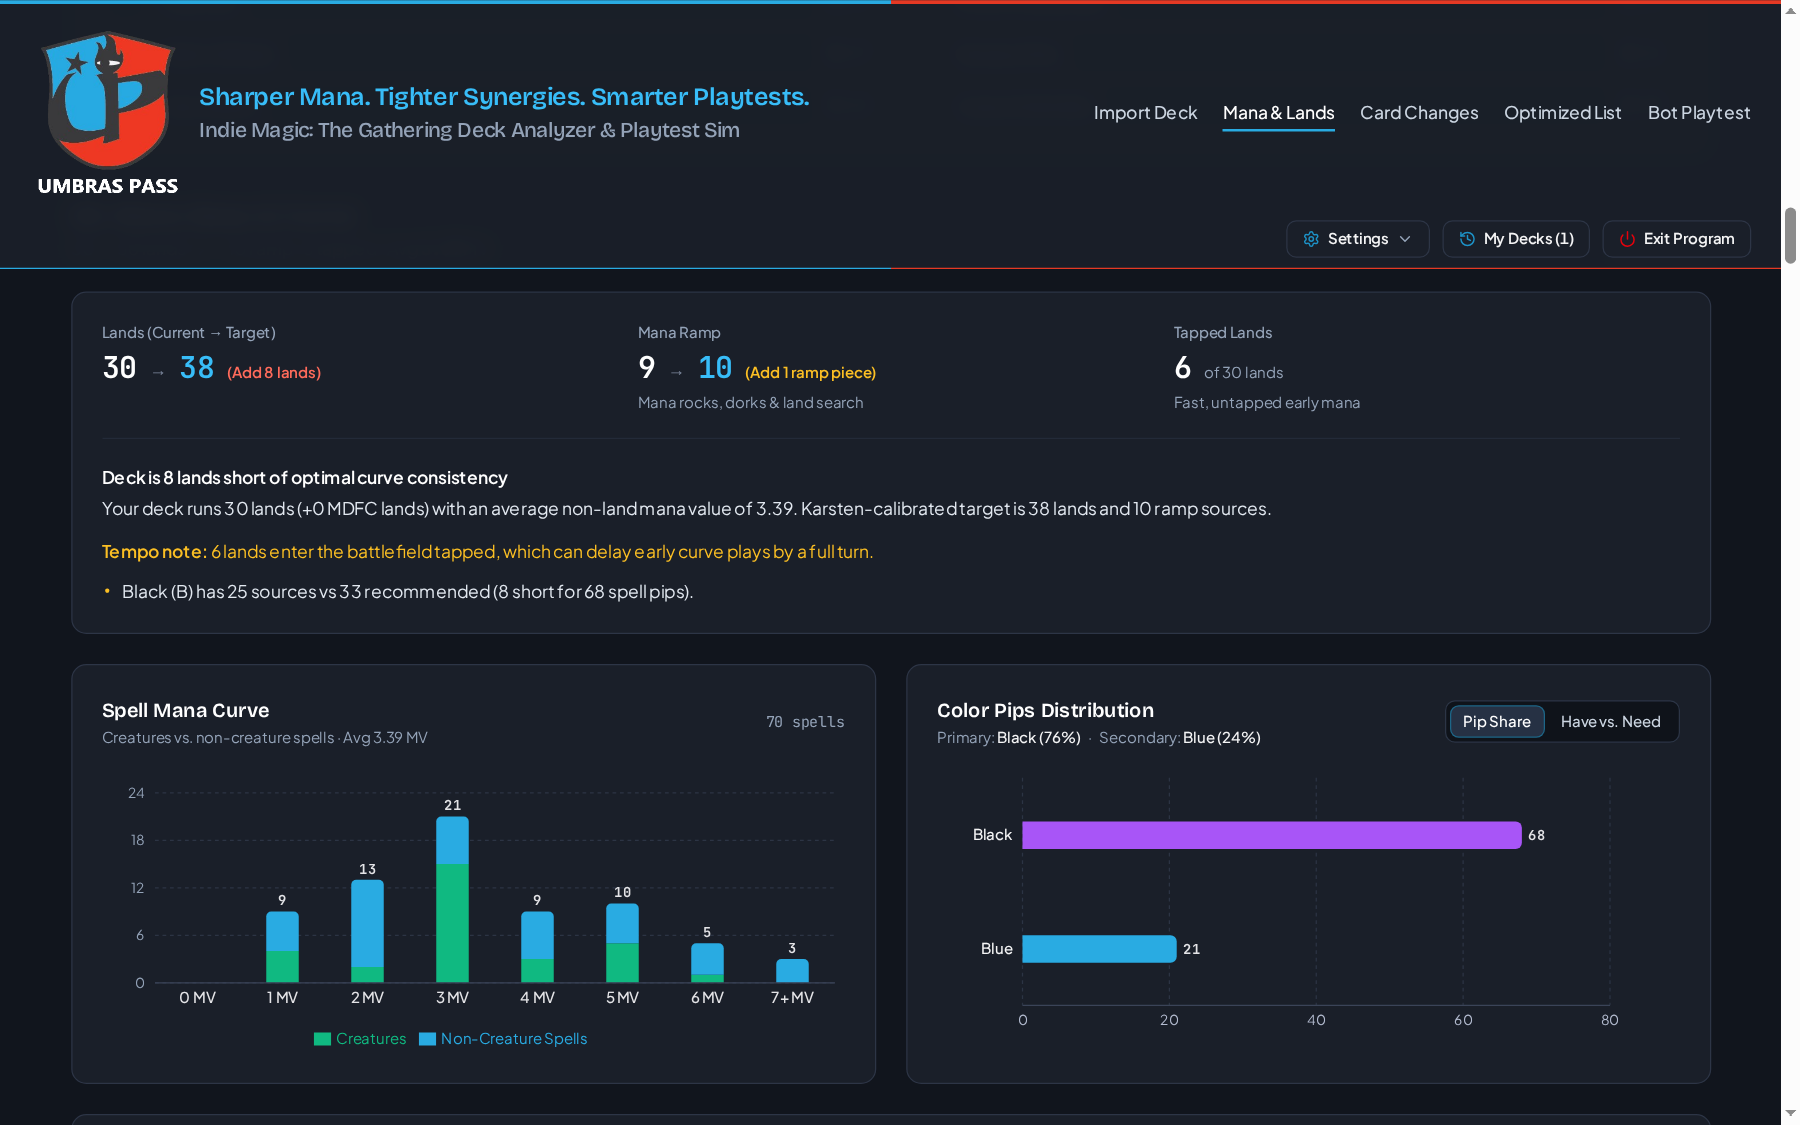 UMBRAS PASS
Sharper Mana. Tighter Synergies. Smarter Playtests.
Indie Magic: The Gathering Deck Analyzer & Playtest Sim
Import Deck
Mana & Lands
Card Changes
Optimized List
Bot Playtest
Settings
My Decks (1)
Exit Program
Lands (Current → Target)
30 → 38 (Add 8 lands)
Mana Ramp
9 → 10 (Add 1 ramp piece)
Mana rocks, dorks & land search
Tapped Lands
6 of 30 lands
Fast, untapped early mana
Deck is 8 lands short of optimal curve consistency
Your deck runs 30 lands (+0 MDFC lands) with an average non-land mana value of 3.39. Karsten-calibrated target is 38 lands and 10 ramp sources.
Tempo note: 6 lands enter the battlefield tapped, which can delay early curve plays by a full turn.
• Black (B) has 25 sources vs 33 recommended (8 short for 68 spell pips).
Spell Mana Curve
Creatures vs. non-creature spells · Avg 3.39 MV
70 spells
24
18
12
6
0
9
13
21
9
10
5
3
0 MV
1 MV
2 MV
3 MV
4 MV
5 MV
6 MV
7+ MV
Creatures
Non-Creature Spells
Color Pips Distribution
Primary: Black (76%) · Secondary: Blue (24%)
Pip Share
Have vs. Need
Black
68
Blue
21
0
20
40
60
80